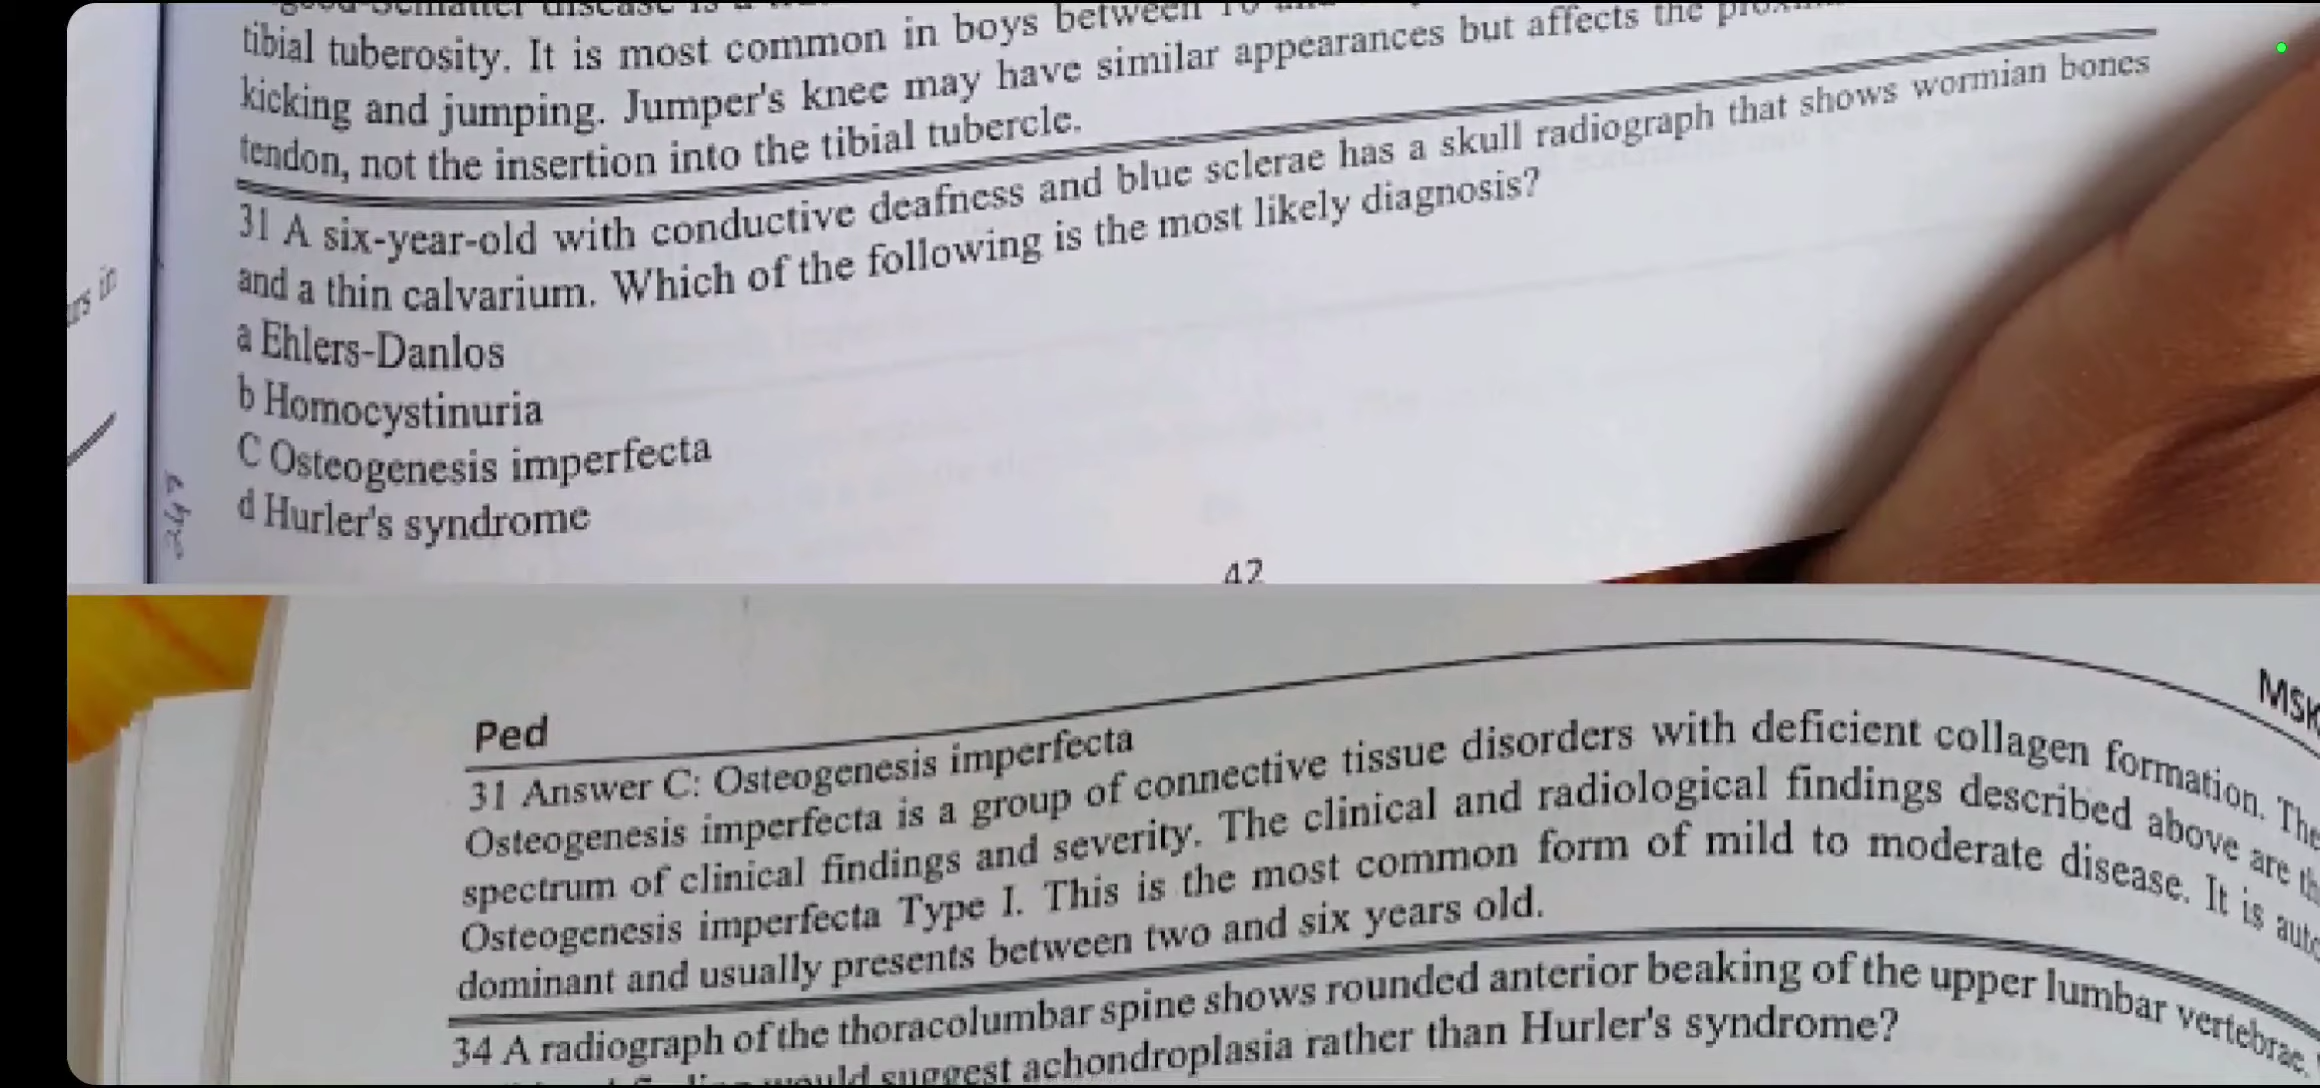 disease is a
tibial tuberosity. It is most common in boys between
kicking and jumping. Jumper's knee may have similar appearances but affects the
tendon, not the insertion into the tibial tubercle.
31 A six-year-old with conductive deafness and blue sclerae has a skull radiograph that shows wormian bones
and a thin calvarium. Which of the following is the most likely diagnosis?
a Ehlers-Danlos
b Homocystinuria
C Osteogenesis imperfecta
d Hurler's syndrome
42
Ped
MSK
31 Answer C: Osteogenesis imperfecta
Osteogenesis imperfecta is a group of connective tissue disorders with deficient collagen formation.
spectrum of clinical findings and severity. The clinical and radiological findings described above are
Osteogenesis imperfecta Type I. This is the most common form of mild to moderate disease. It is
dominant and usually presents between two and six years old.
34 A radiograph of the thoracolumbar spine shows rounded anterior beaking of the upper lumbar vertebrae.
would suggest achondroplasia rather than Hurler's syndrome?